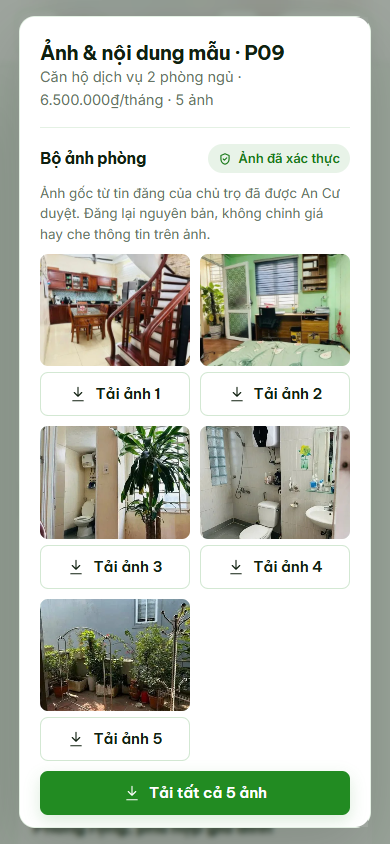 Ảnh & nội dung mẫu · P09
Căn hộ dịch vụ 2 phòng ngủ ·
6.500.000₫/tháng · 5 ảnh
Bộ ảnh phòng
Ảnh đã xác thực
Ảnh gốc từ tin đăng của chủ trọ đã được An Cư
duyệt. Đăng lại nguyên bản, không chỉnh giá
hay che thông tin trên ảnh.
Tải ảnh 1
Tải ảnh 2
Tải ảnh 3
Tải ảnh 4
Tải ảnh 5
Tải tất cả 5 ảnh